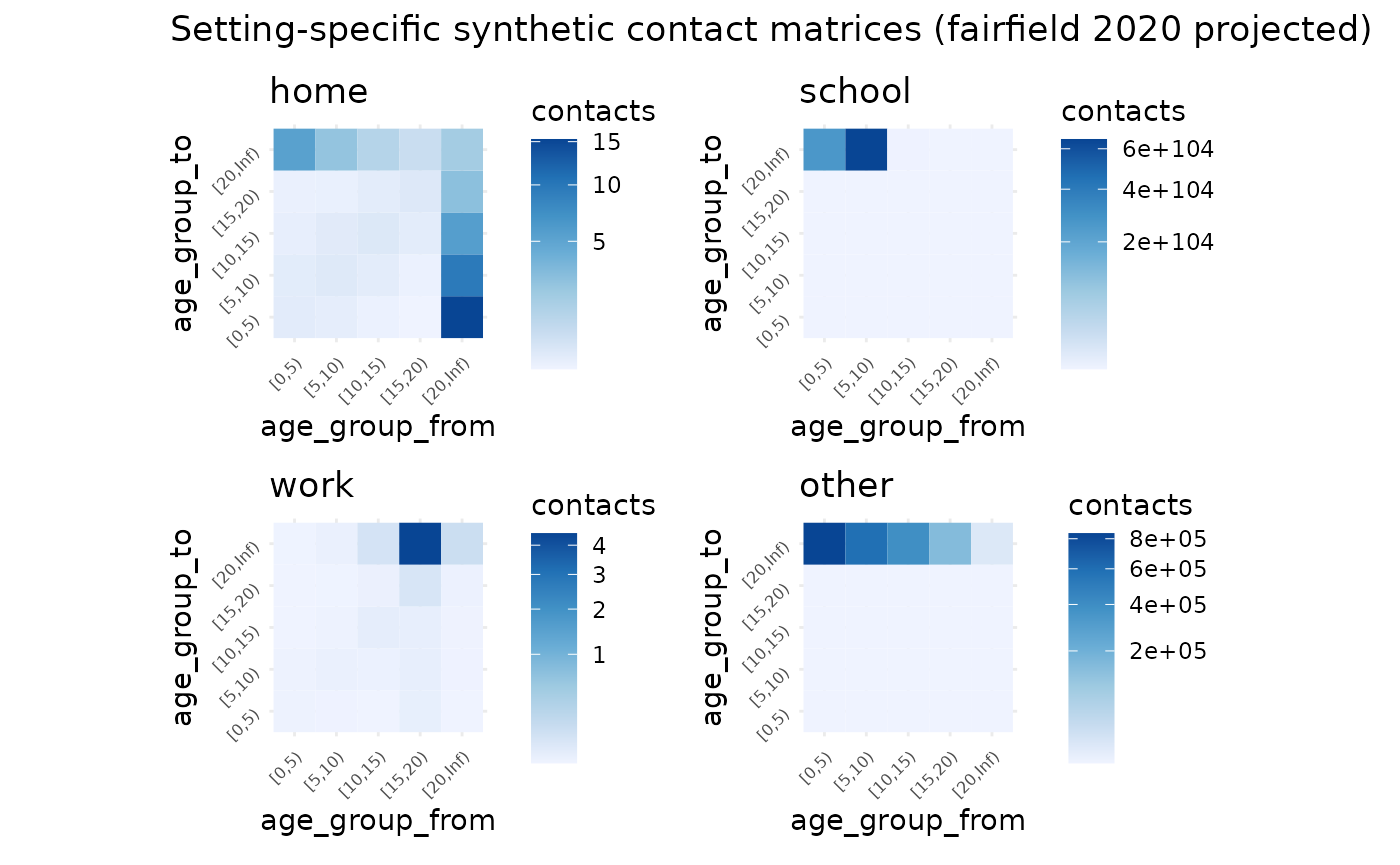 Setting-specific synthetic contact matrices (fairfield 2020 projected)
home
contacts
15
10
5
age_group_to
[20,Inf)
[15,20)
[10,15)
[5,10)
[0,5)
[0,5)
[5,10)
[10,15)
[15,20)
[20,Inf)
age_group_from
school
contacts
6e+104
4e+104
2e+104
age_group_to
[20,Inf)
[15,20)
[10,15)
[5,10)
[0,5)
[0,5)
[5,10)
[10,15)
[15,20)
[20,Inf)
age_group_from
work
contacts
4
3
2
1
age_group_to
[20,Inf)
[15,20)
[10,15)
[5,10)
[0,5)
[0,5)
[5,10)
[10,15)
[15,20)
[20,Inf)
age_group_from
other
contacts
8e+05
6e+05
4e+05
2e+05
age_group_to
[20,Inf)
[15,20)
[10,15)
[5,10)
[0,5)
[0,5)
[5,10)
[10,15)
[15,20)
[20,Inf)
age_group_from